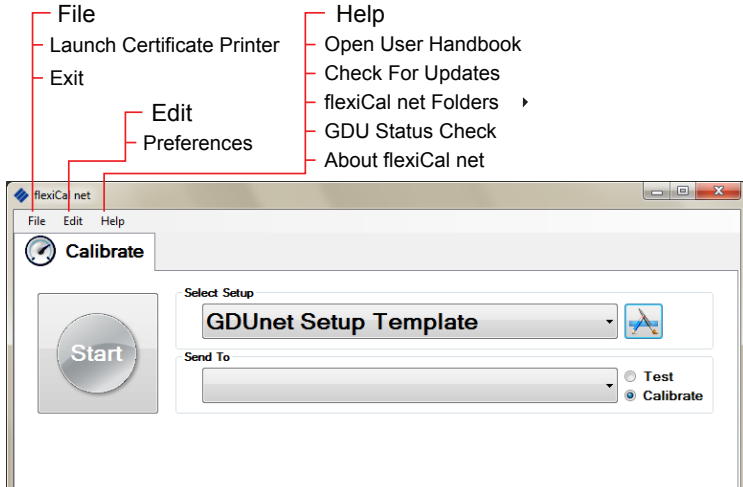 File
Launch Certificate Printer
Exit
Edit
Preferences
Help
Open User Handbook
Check For Updates
flexiCal net Folders
GDU Status Check
About flexiCal net
flexiCal net
File Edit Help
Calibrate
Start
Select Setup
GDUnet Setup Template
Send To
Test
Calibrate